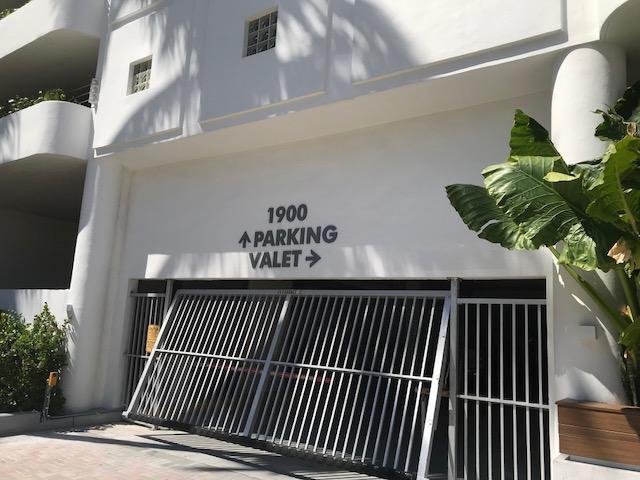 1900
↑ PARKING
VALET →